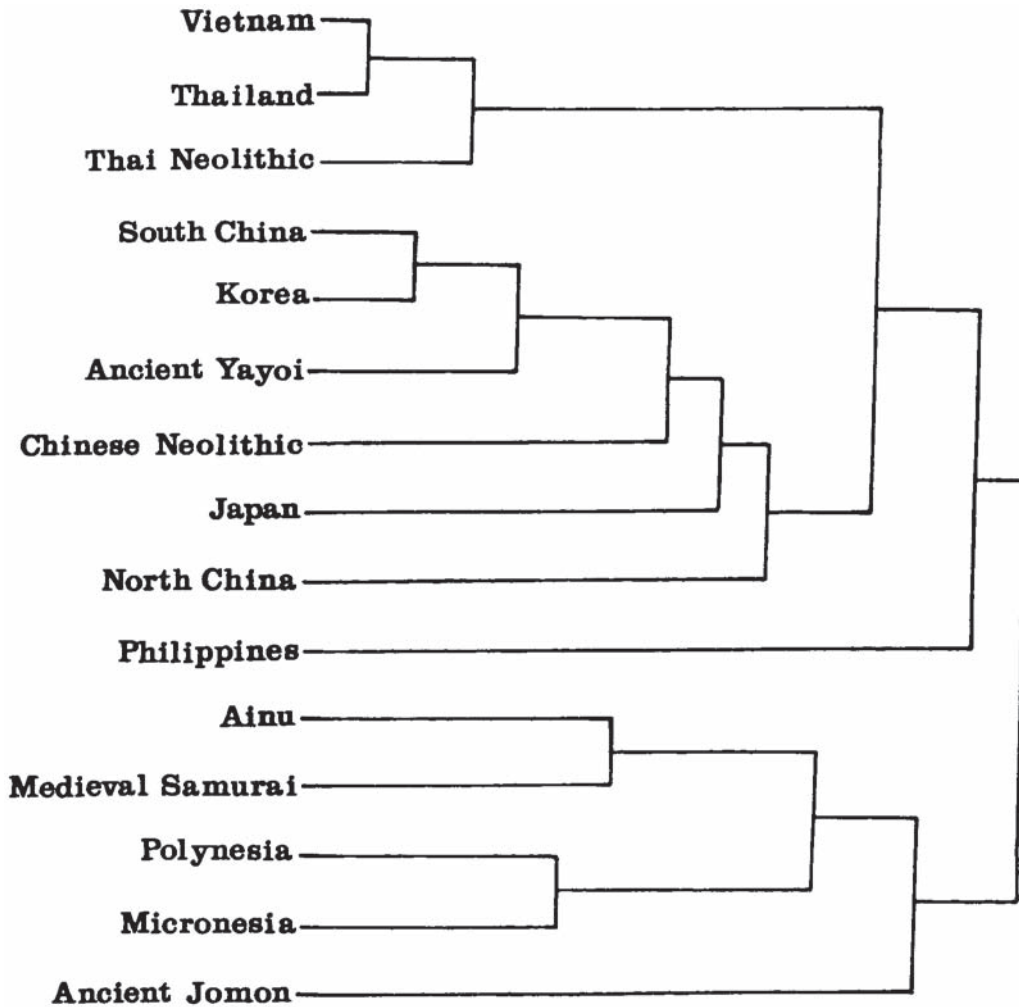 Vietnam
Thailand
Thai Neolithic
South China
Korea
Ancient Yayoi
Chinese Neolithic
Japan
North China
Philippines
Ainu
Medieval Samurai
Polynesia
Micronesia
Ancient Jomon